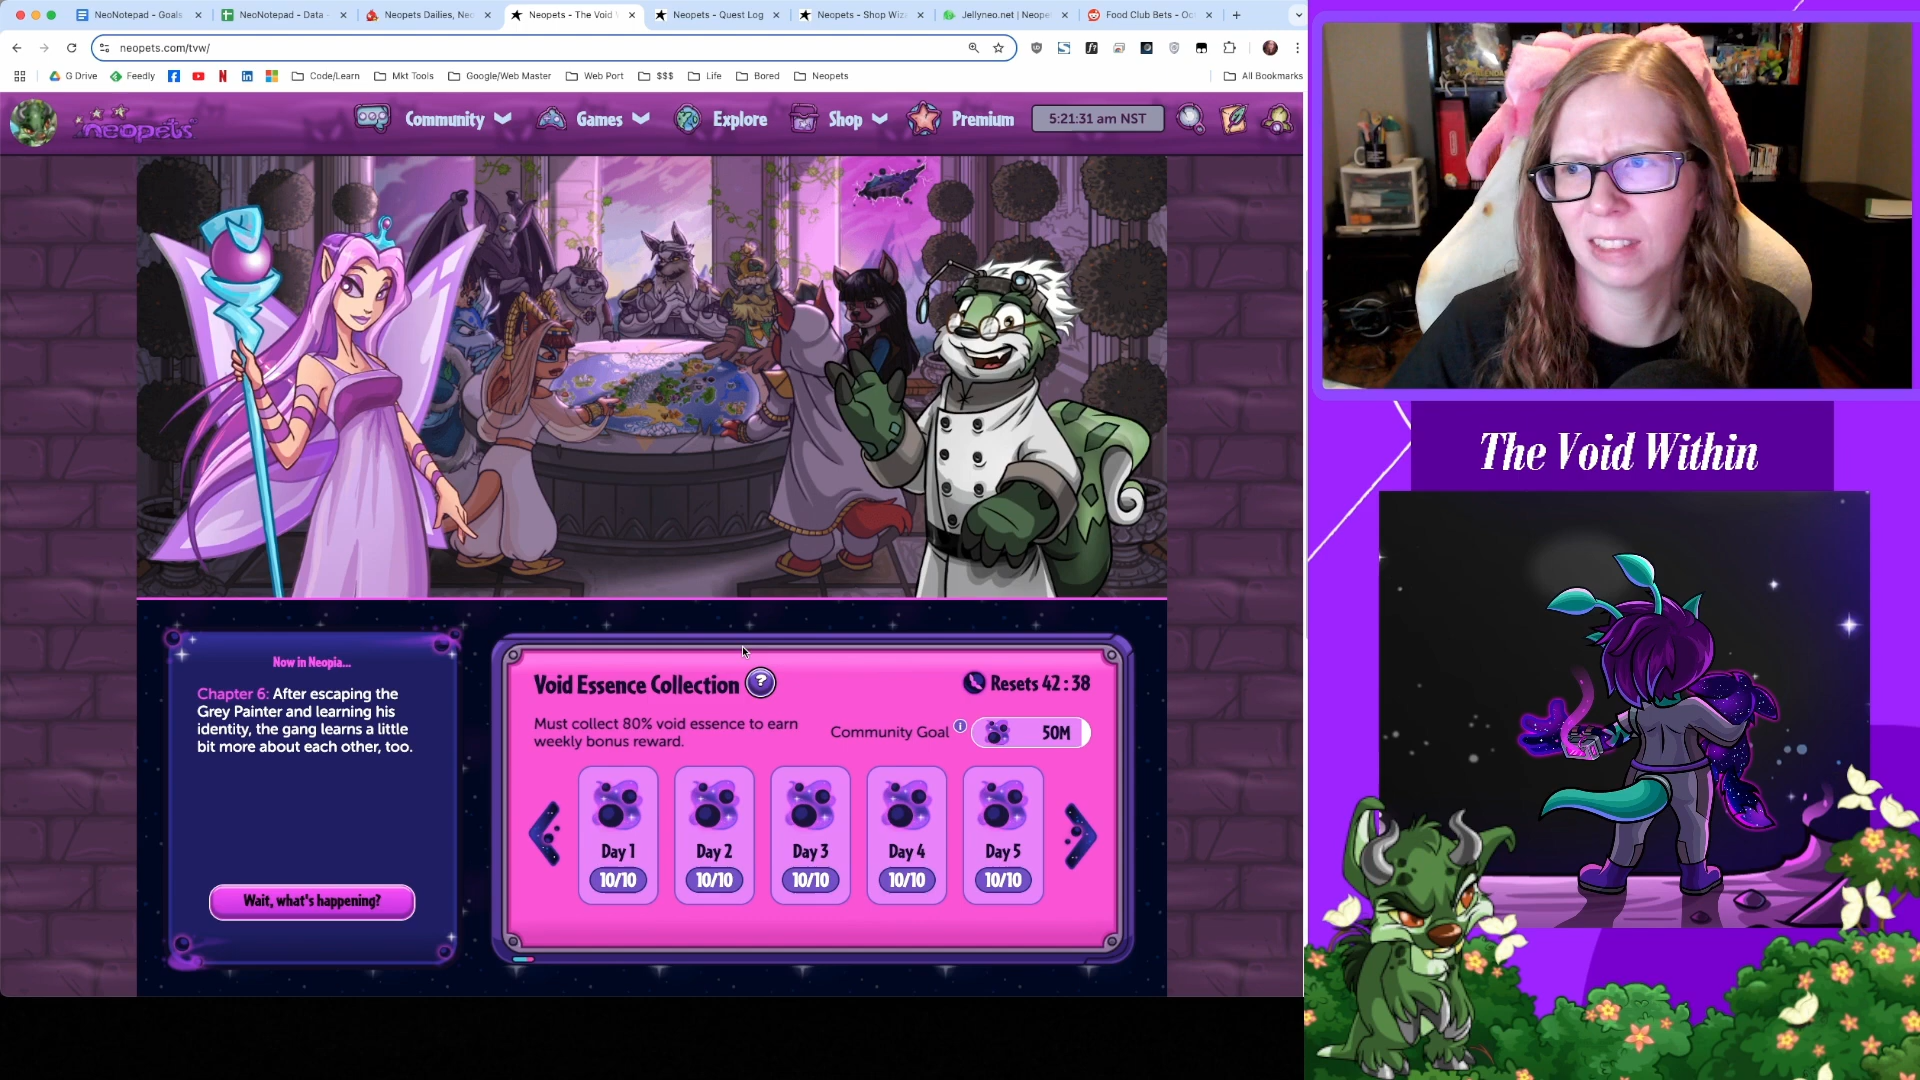 NeoNotepad - Goals
NeoNotepad - Data -
Neopets Dailies, Neo
Neopets - The Void W
Neopets - Quest Log
Neopets - Shop Wiz
Jellyneo.net | Neope
Food Club Bets - Oc
neopets.com/tvw/
G Drive
Feedly
Code/Learn
Mkt Tools
Google/Web Master
Web Port
$$$
Life
Bored
Neopets
All Bookmarks
neopets
Community
Games
Explore
Shop
Premium
5:21:31 am NST
The Void Within
Now in Neopia...
Chapter 6: After escaping the
Grey Painter and learning his
identity, the gang learns a little
bit more about each other, too.
Wait, what's happening?
Void Essence Collection ?
Resets 42 : 38
Must collect 80% void essence to earn
weekly bonus reward.
Community Goal i 50M
Day 1
Day 2
Day 3
Day 4
Day 5
10/10
10/10
10/10
10/10
10/10